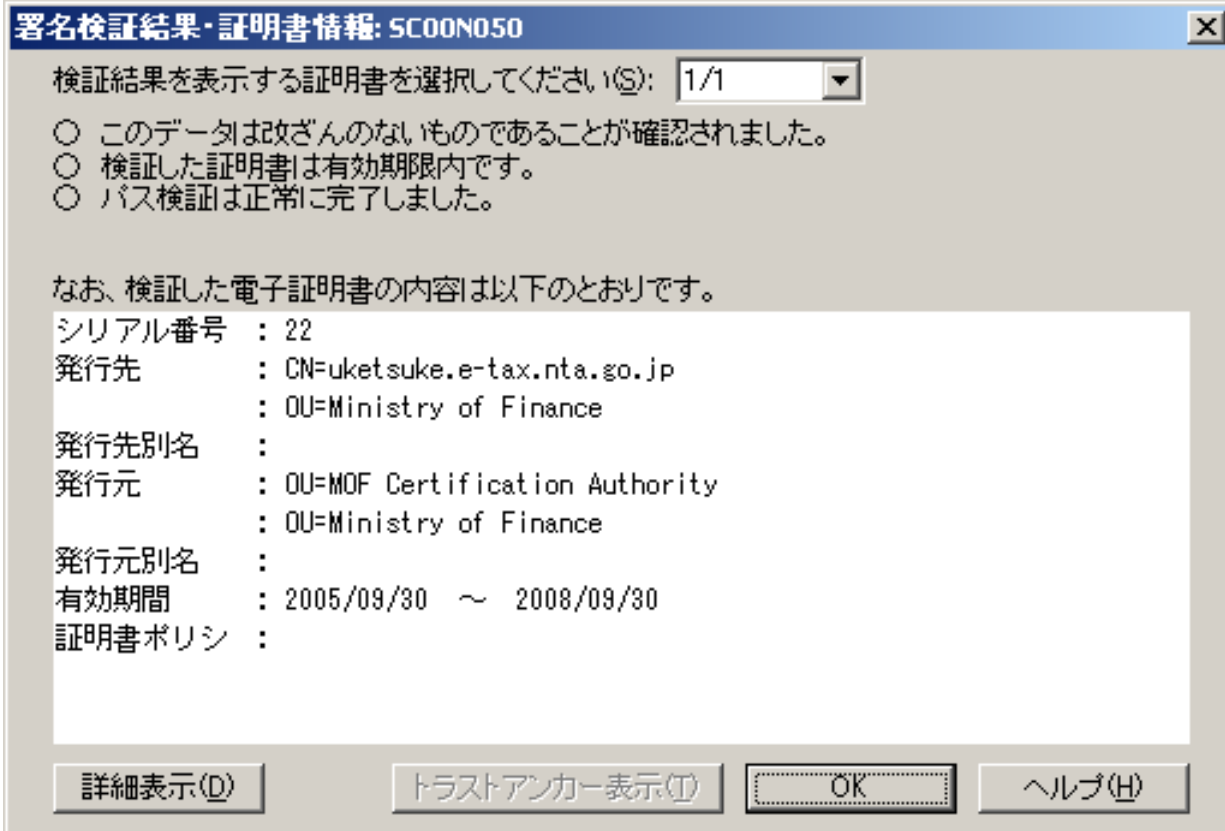 署名検証結果・証明書情報: SC00N050
検証結果を表示する証明書を選択してください(S): 1/1
○ このデータは改ざんのないものであることが確認されました。
○ 検証した証明書は有効期限内です。
○ パス検証は正常に完了しました。
なお、検証した電子証明書の内容は以下のとおりです。
シリアル番号 : 22
発行先 : CN=uketsuke.e-tax.nta.go.jp
: OU=Ministry of Finance
発行先別名 :
発行元 : OU=MOF Certification Authority
: OU=Ministry of Finance
発行元別名 :
有効期間 : 2005/09/30 ～ 2008/09/30
証明書ポリシ :
詳細表示(D) トラストアンカー表示(T) OK ヘルプ(H)